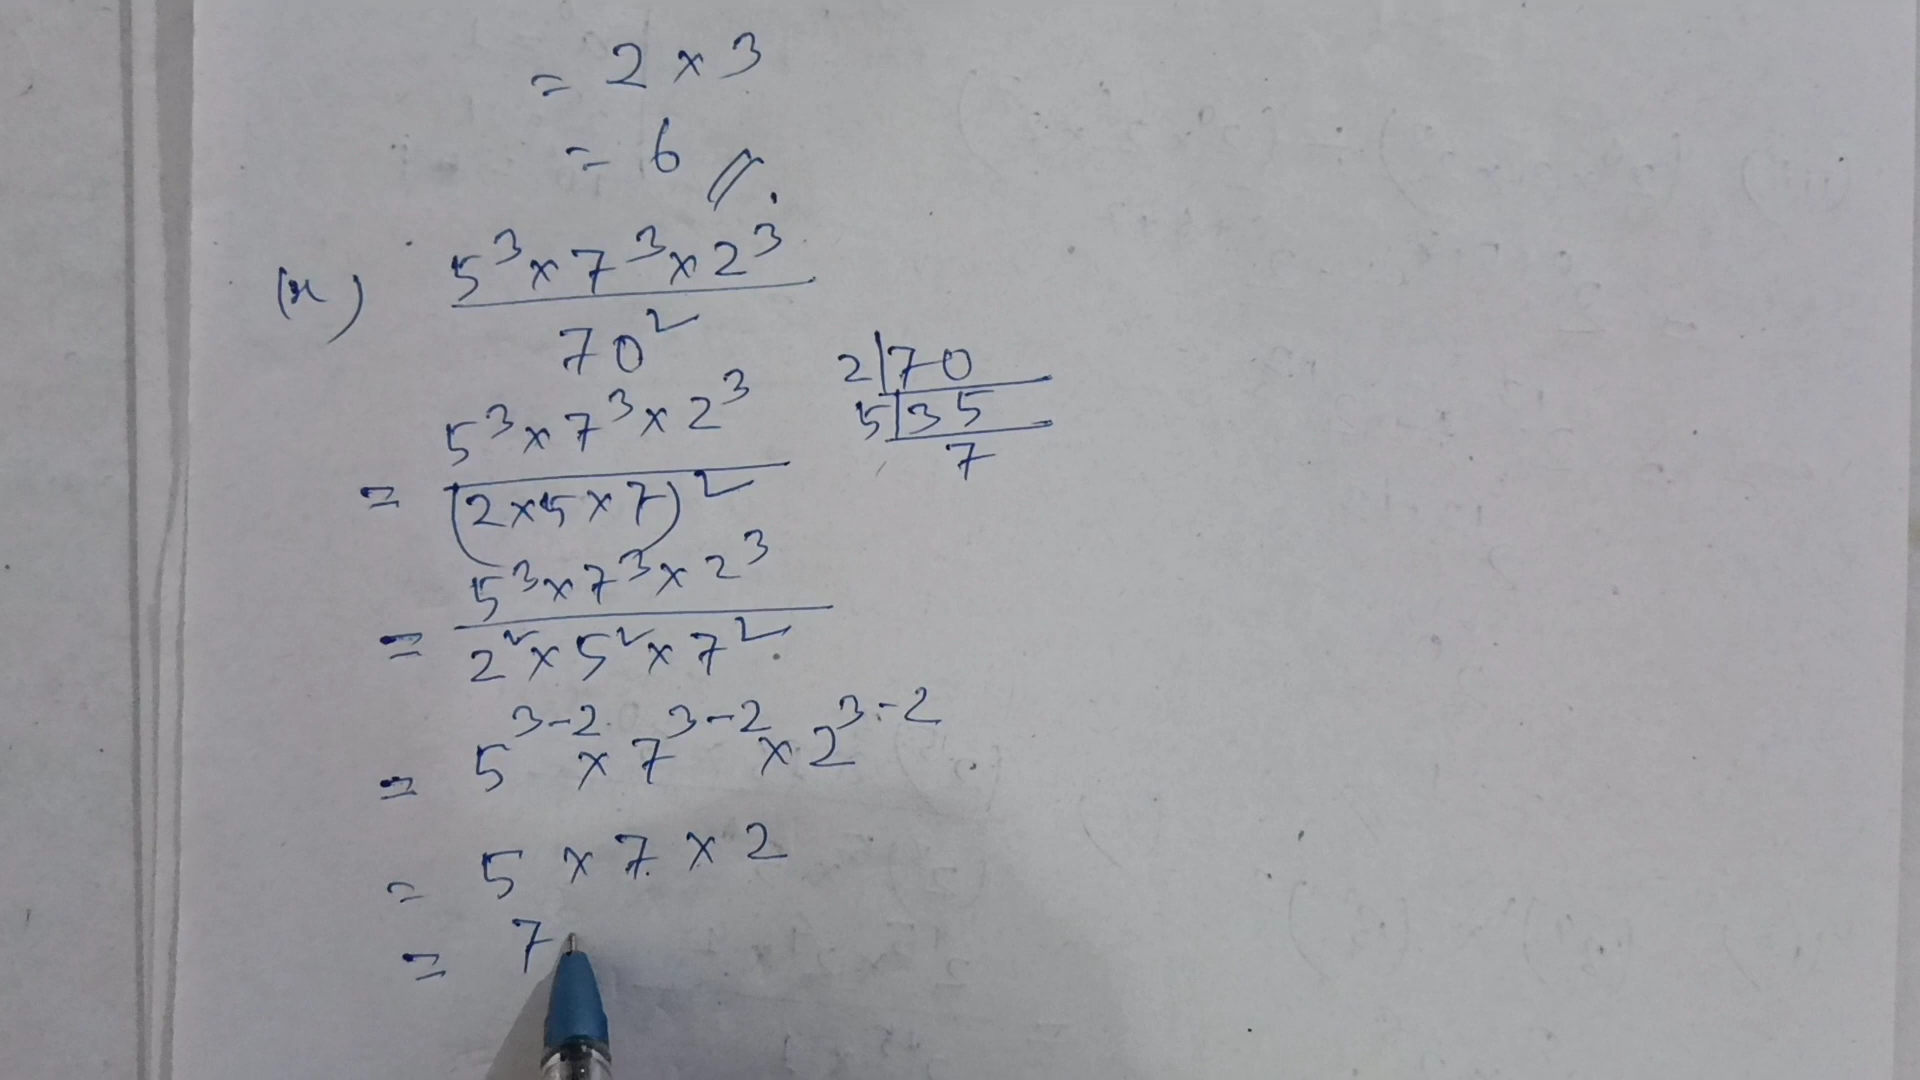 = 2 × 3
= 6 //.
(x) 5³ × 7³ × 2³
70²
2|70
5|35
7
= 5³ × 7³ × 2³
(2 × 5 × 7)²
= 5³ × 7³ × 2³
2² × 5² × 7²
= 5³⁻² × 7³⁻² × 2³⁻²
= 5 × 7 × 2
= 7